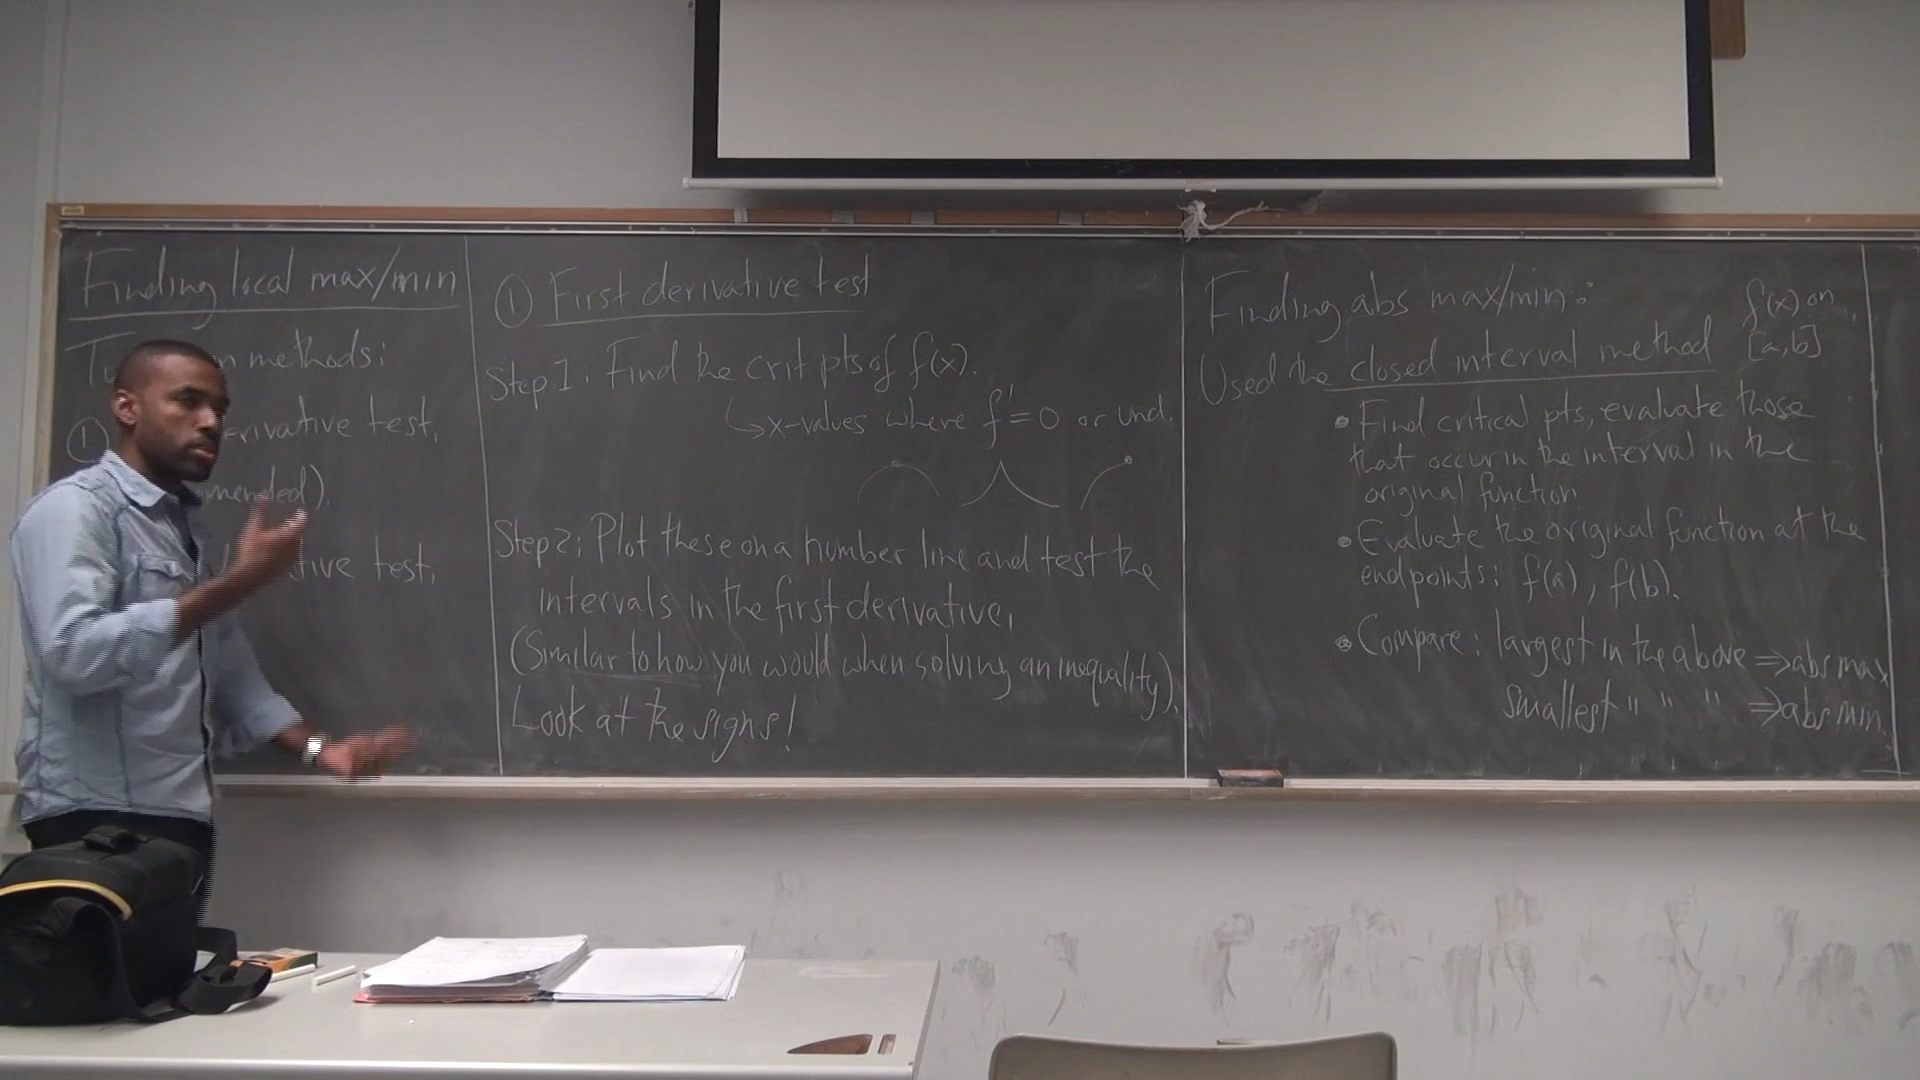 Finding local max/min
methods:
① derivative test.
test.
① First derivative test
Step 1: Find the crit pts of f(x).
↳ x-values where f'=0 or und.
Step 2: Plot these on a number line and test the
intervals in the first derivative.
(Similar to how you would when solving an inequality).
Look at the signs!
Finding abs max/min:
f(x) on
[a,b]
Used the closed interval method
• Find critical pts, evaluate those
that occur in the interval in the
original function
• Evaluate the original function at the
endpoints: f(a), f(b).
• Compare: largest in the above ⇒ abs max
smallest " " " ⇒ abs min.